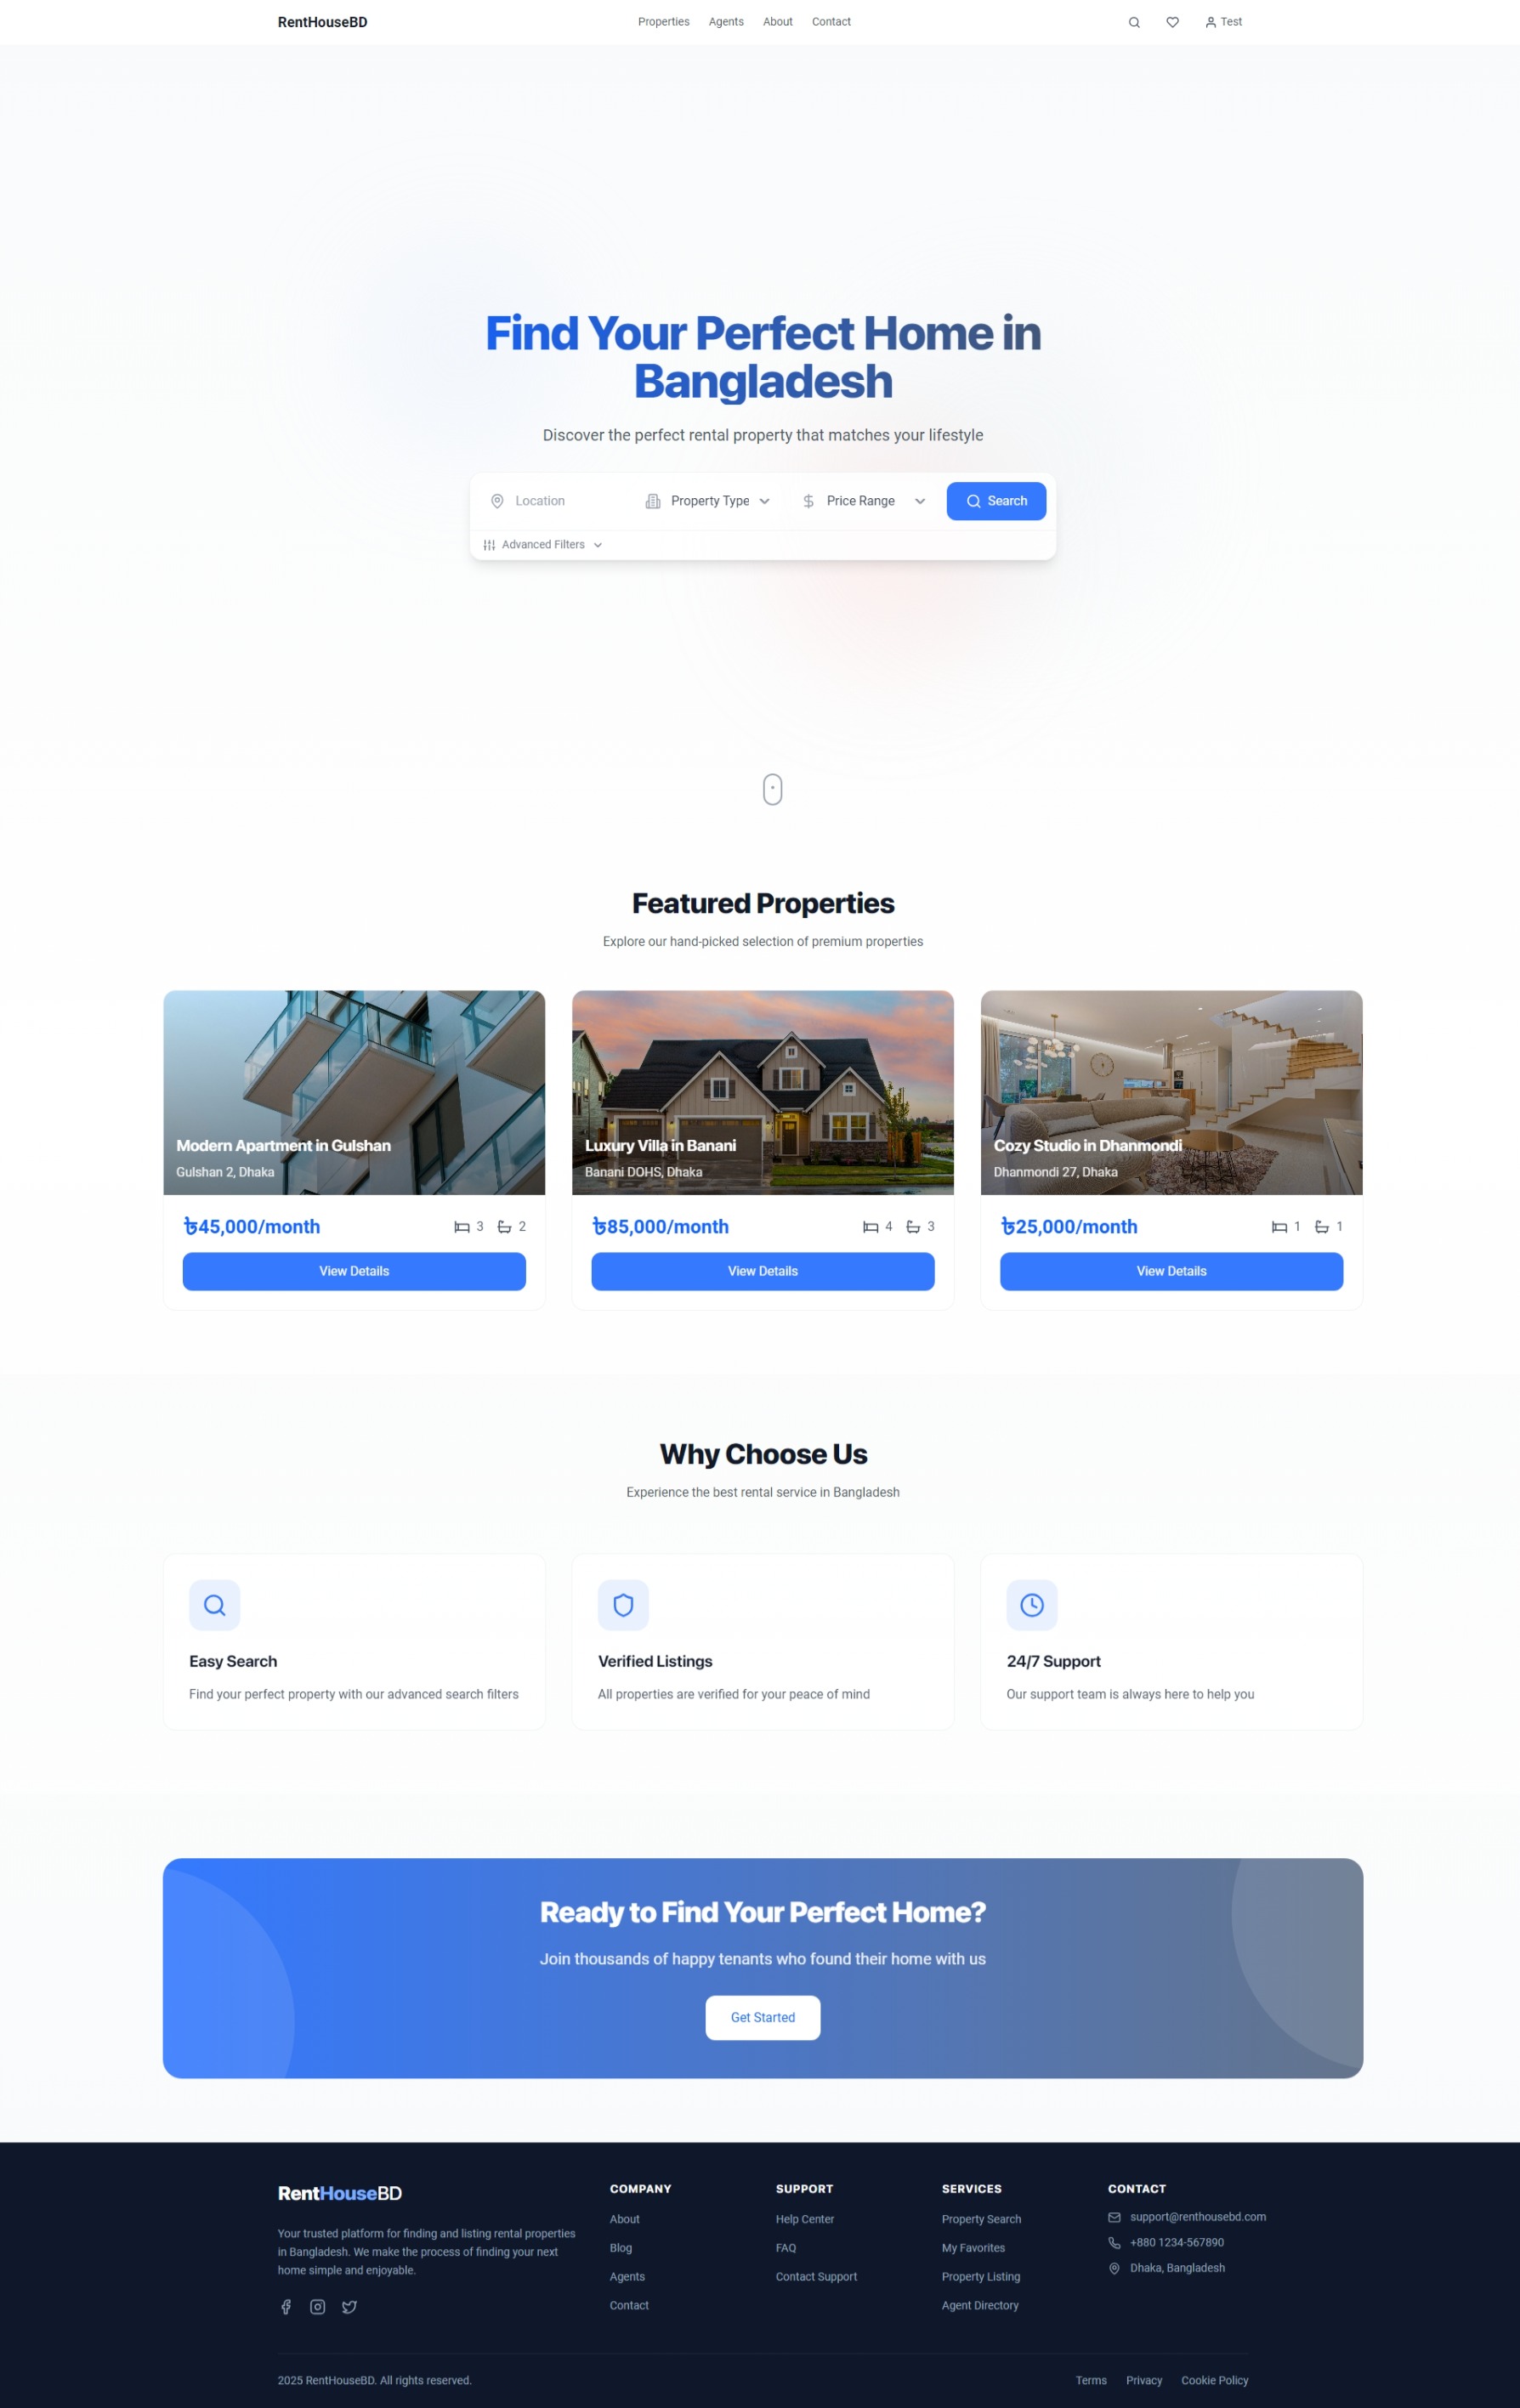 RentHouseBD
Properties Agents About Contact
Test
Find Your Perfect Home in
Bangladesh
Discover the perfect rental property that matches your lifestyle
Location Property Type Price Range Search
Advanced Filters
Featured Properties
Explore our hand-picked selection of premium properties
Modern Apartment in Gulshan
Gulshan 2, Dhaka
৳45,000/month 3 2
View Details
Luxury Villa in Banani
Banani DOHS, Dhaka
৳85,000/month 4 3
View Details
Cozy Studio in Dhanmondi
Dhanmondi 27, Dhaka
৳25,000/month 1 1
View Details
Why Choose Us
Experience the best rental service in Bangladesh
Easy Search
Find your perfect property with our advanced search filters
Verified Listings
All properties are verified for your peace of mind
24/7 Support
Our support team is always here to help you
Ready to Find Your Perfect Home?
Join thousands of happy tenants who found their home with us
Get Started
RentHouseBD
Your trusted platform for finding and listing rental properties
in Bangladesh. We make the process of finding your next
home simple and enjoyable.
COMPANY
About
Blog
Agents
Contact
SUPPORT
Help Center
FAQ
Contact Support
SERVICES
Property Search
My Favorites
Property Listing
Agent Directory
CONTACT
support@renthousebd.com
+880 1234-567890
Dhaka, Bangladesh
2025 RentHouseBD. All rights reserved.
Terms Privacy Cookie Policy